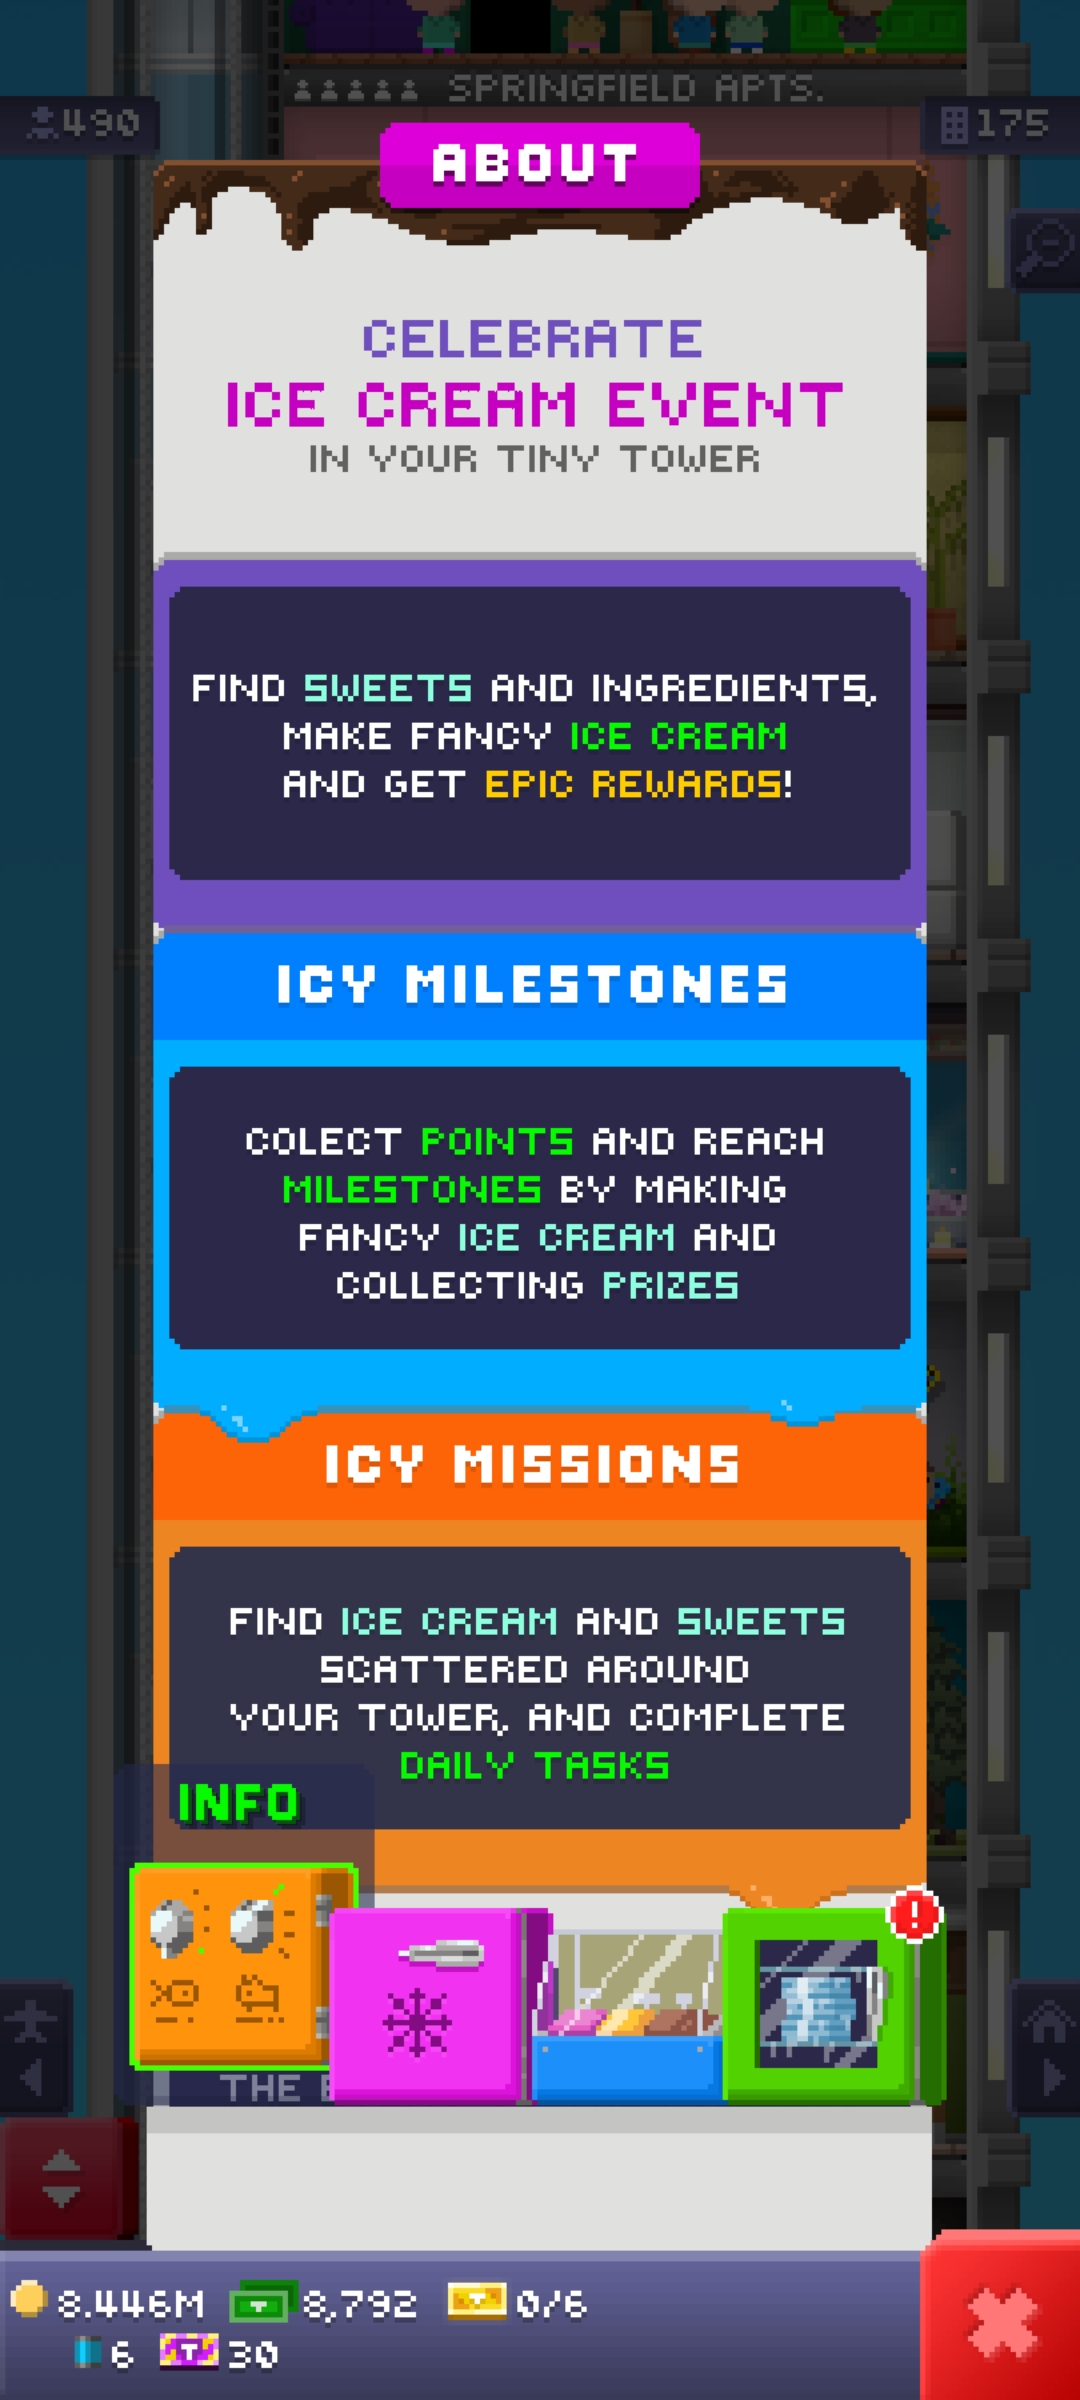 SPRINGFIELD APTS.
490
175
ABOUT
CELEBRATE
ICE CREAM EVENT
IN YOUR TINY TOWER
FIND SWEETS AND INGREDIENTS,
MAKE FANCY ICE CREAM
AND GET EPIC REWARDS!
ICY MILESTONES
COLECT POINTS AND REACH
MILESTONES BY MAKING
FANCY ICE CREAM AND
COLLECTING PRIZES
ICY MISSIONS
FIND ICE CREAM AND SWEETS
SCATTERED AROUND
YOUR TOWER, AND COMPLETE
DAILY TASKS
INFO
THE
8.446M
8,792
0/6
6
T
30